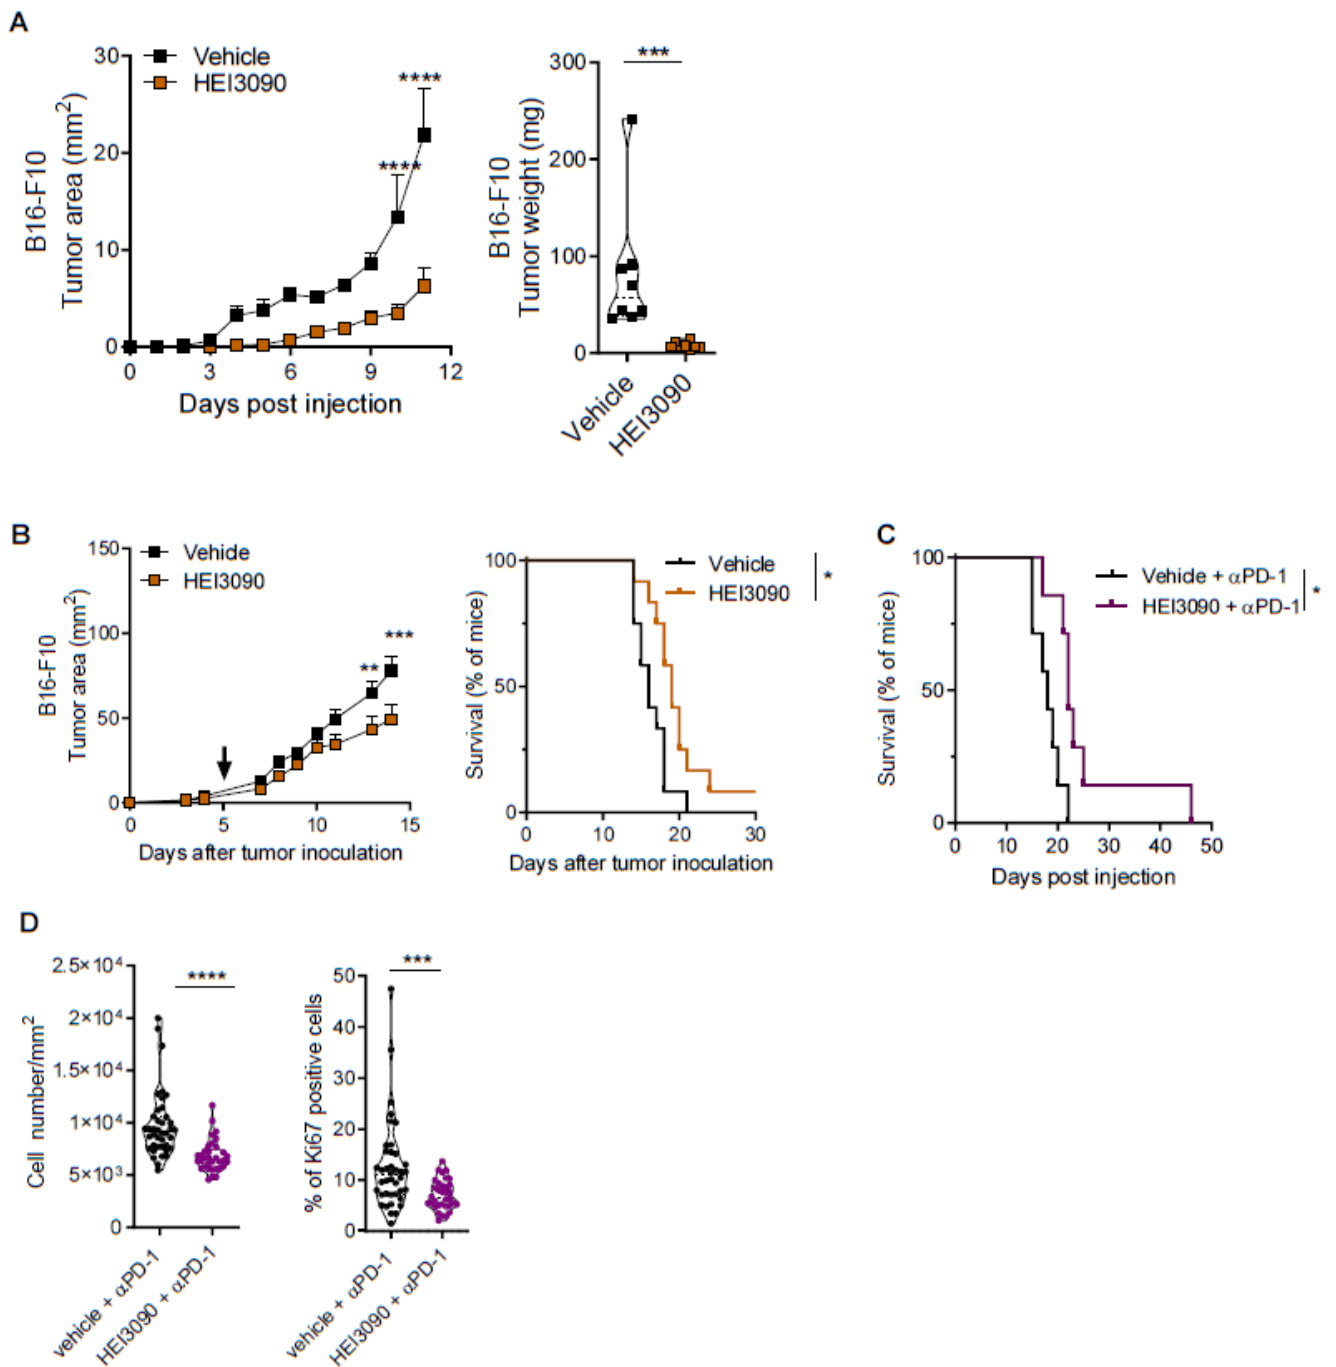 A
Vehicle
HEI3090
30
20
10
0
B16-F10
Tumor area (mm²)
****
****
0 3 6 9 12
Days post injection
***
300
200
100
0
B16-F10
Tumor weight (mg)
Vehicle
HEI3090
B
Vehide
HEI3090
150
100
50
0
B16-F10
Tumor area (mm²)
**
***
0 5 10 15
Days after tumor inoculation
100
50
0
Survival (% of mice)
Vehicle
HEI3090
*
0 10 20 30
Days after tumor inoculation
C
100
50
0
Survival (% of mice)
Vehide + αPD-1
HEI3090 + αPD-1
*
0 10 20 30 40 50
Days post injection
D
2.5×10⁴
2×10⁴
1.5×10⁴
1×10⁴
5×10³
0
Cell number/mm²
****
vehicle + αPD-1
HEI3090 + αPD-1
50
40
30
20
10
0
% of Ki67 positive cells
***
vehicle + αPD-1
HEI3090 + αPD-1